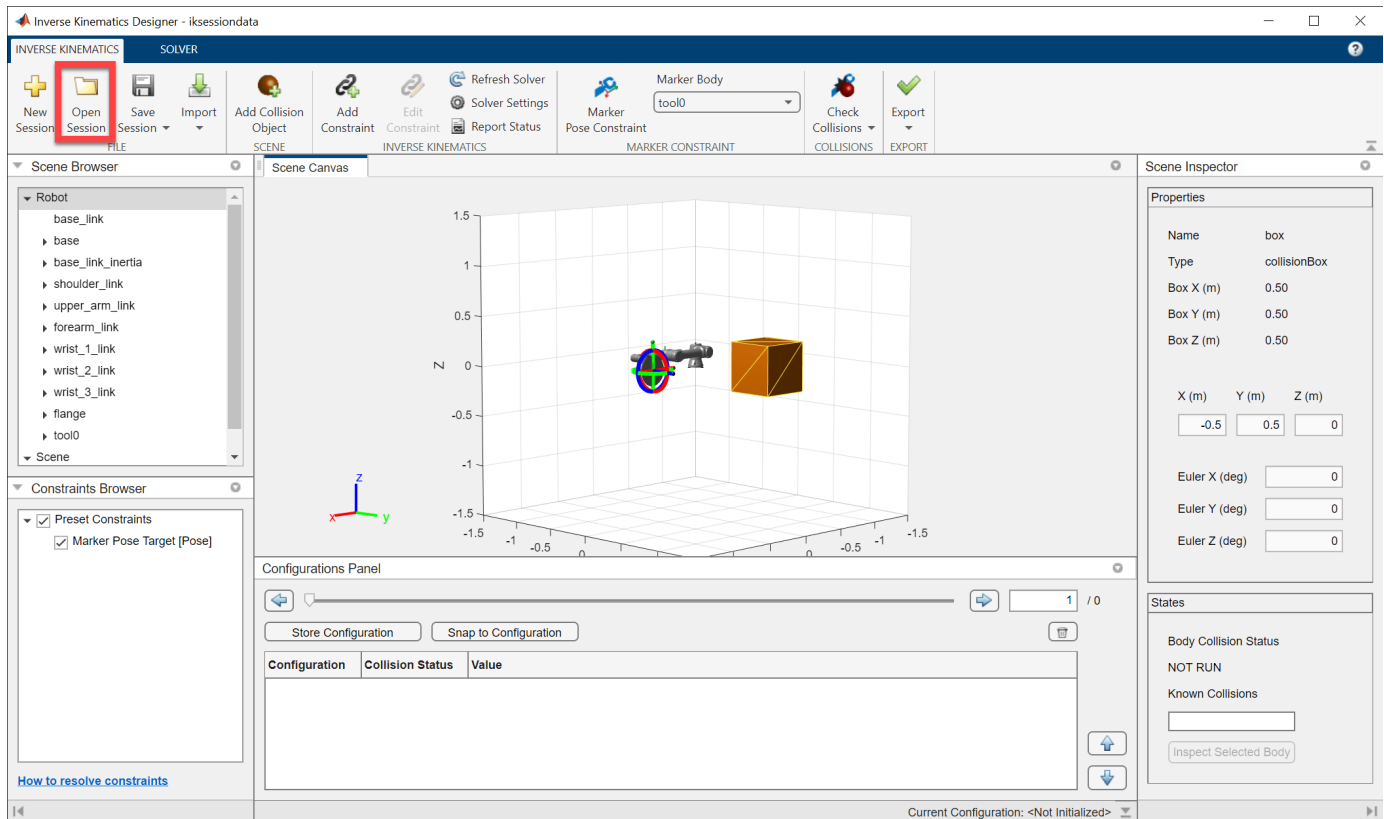 Inverse Kinematics Designer - iksessiondata
INVERSE KINEMATICS
SOLVER
New Session
Open Session
Save Session
Import
Add Collision Object
Add Constraint
Edit Constraint
Refresh Solver
Solver Settings
Report Status
Marker Pose Constraint
Marker Body
tool0
Check Collisions
Export
FILE
SCENE
INVERSE KINEMATICS
MARKER CONSTRAINT
COLLISIONS
EXPORT
Scene Browser
Robot
base_link
base
base_link_inertia
shoulder_link
upper_arm_link
forearm_link
wrist_1_link
wrist_2_link
wrist_3_link
flange
tool0
Scene
Constraints Browser
Preset Constraints
Marker Pose Target [Pose]
How to resolve constraints
Scene Canvas
1.5
1
0.5
Z
0
-0.5
-1
-1.5
-1.5
-1
-0.5
0
0
-0.5
-1
-1.5
z
x
y
Configurations Panel
1 / 0
Store Configuration
Snap to Configuration
Configuration
Collision Status
Value
Current Configuration: <Not Initialized>
Scene Inspector
Properties
Name box
Type collisionBox
Box X (m) 0.50
Box Y (m) 0.50
Box Z (m) 0.50
X (m) Y (m) Z (m)
-0.5 0.5 0
Euler X (deg) 0
Euler Y (deg) 0
Euler Z (deg) 0
States
Body Collision Status
NOT RUN
Known Collisions
Inspect Selected Body